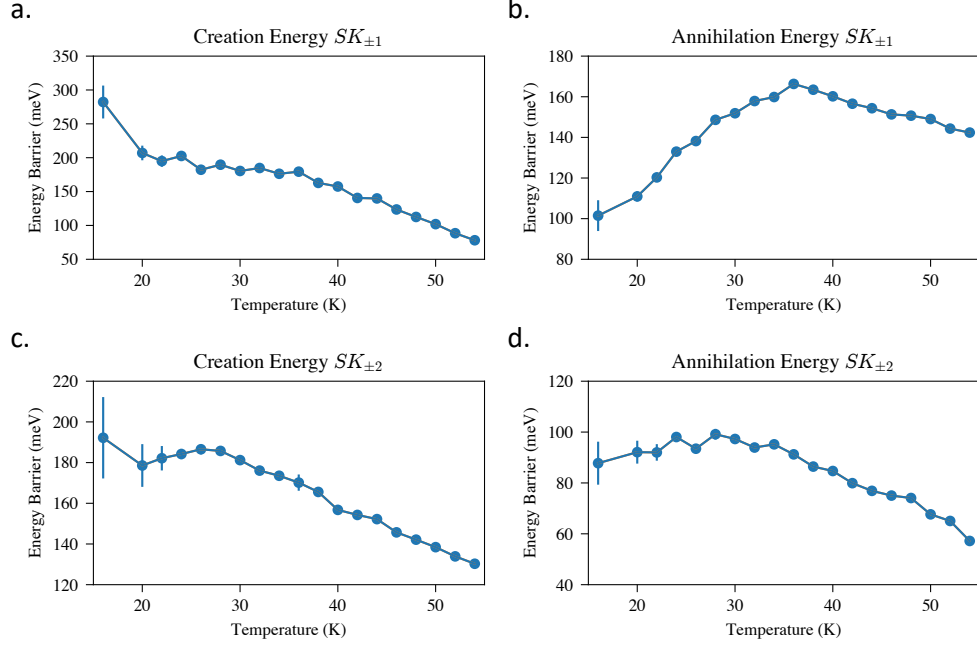 a.
Creation Energy SK±1
350
300
250
200
150
100
50
Energy Barrier (meV)
20
30
40
50
Temperature (K)
b.
Annihilation Energy SK±1
180
160
140
120
100
80
Energy Barrier (meV)
20
30
40
50
Temperature (K)
c.
Creation Energy SK±2
220
200
180
160
140
120
Energy Barrier (meV)
20
30
40
50
Temperature (K)
d.
Annihilation Energy SK±2
120
100
80
60
40
Energy Barrier (meV)
20
30
40
50
Temperature (K)